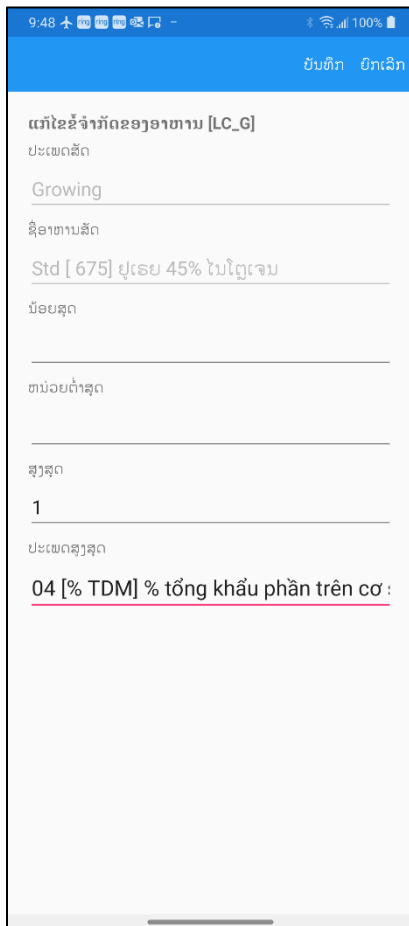 9:48 ring ring ring
100%
ບັນທຶກ ຍົກເລີກ
ແກ້ໄຂຂໍ້ຈຳກັດຂອງອາຫານ [LC_G]
ປະເພດສັດ
Growing
ຊື່ອາຫານສັດ
Std [ 675] ຢູເຣຍ 45% ໄນໂຕຼເຈນ
ນ້ອຍສຸດ
ຫນ່ວຍຕ່ຳສຸດ
ສູງສຸດ
1
ປະເພດສູງສຸດ
04 [% TDM] % tổng khẩu phần trên cơ